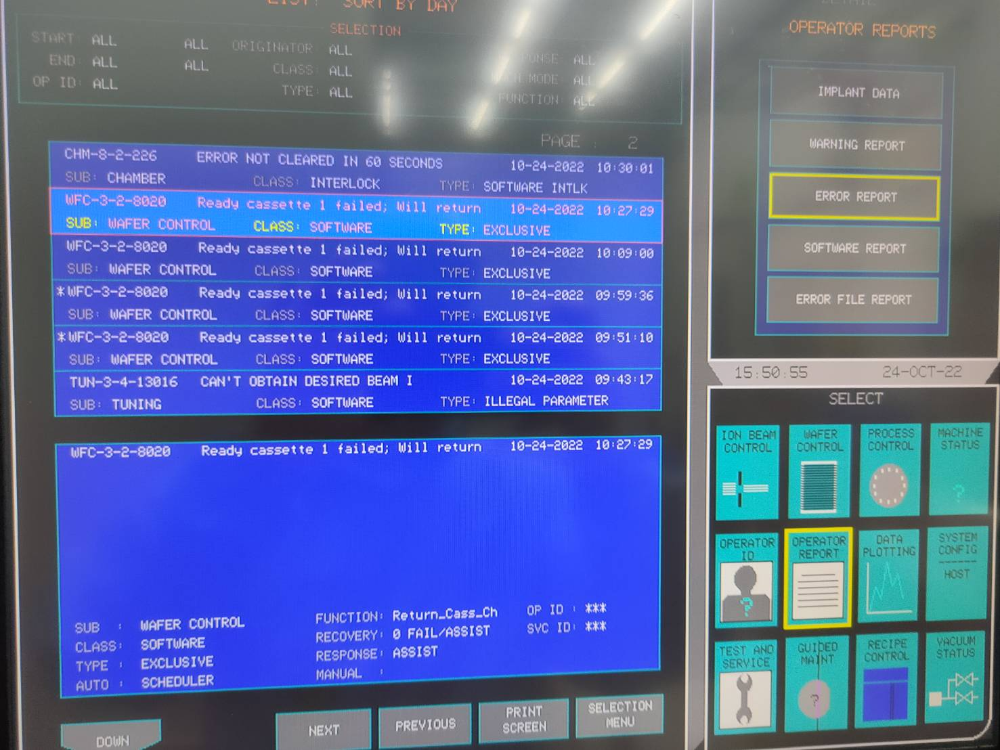 LIST: SORT BY DAY
SELECTION
START: ALL ALL ORIGINATOR ALL ALL
END: ALL ALL CLASS: ALL MODE: ALL
OP ID: ALL TYPE: ALL FUNCTION: ALL
PAGE : 2
CHM-8-2-226 ERROR NOT CLEARED IN 60 SECONDS 10-24-2022 10:30:01
SUB: CHAMBER CLASS: INTERLOCK TYPE: SOFTWARE INTLK
WFC-3-2-8020 Ready cassette 1 failed; Will return 10-24-2022 10:27:29
SUB: WAFER CONTROL CLASS: SOFTWARE TYPE: EXCLUSIVE
WFC-3-2-8020 Ready cassette 1 failed; Will return 10-24-2022 10:09:00
SUB: WAFER CONTROL CLASS: SOFTWARE TYPE: EXCLUSIVE
*WFC-3-2-8020 Ready cassette 1 failed; Will return 10-24-2022 09:59:36
SUB: WAFER CONTROL CLASS: SOFTWARE TYPE: EXCLUSIVE
*WFC-3-2-8020 Ready cassette 1 failed; Will return 10-24-2022 09:51:10
SUB: WAFER CONTROL CLASS: SOFTWARE TYPE: EXCLUSIVE
TUN-3-4-13016 CAN'T OBTAIN DESIRED BEAM I 10-24-2022 09:43:17
SUB: TUNING CLASS: SOFTWARE TYPE: ILLEGAL PARAMETER
WFC-3-2-8020 Ready cassette 1 failed; Will return 10-24-2022 10:27:29
SUB : WAFER CONTROL FUNCTION: Return_Cass_Ch OP ID : ***
CLASS: SOFTWARE RECOVERY: 0 FAIL/ASSIST SVC ID: ***
TYPE : EXCLUSIVE RESPONSE: ASSIST
AUTO : SCHEDULER MANUAL :
DOWN
NEXT
PREVIOUS
PRINT
SCREEN
SELECTION
MENU
DETAIL
OPERATOR REPORTS
IMPLANT DATA
WARNING REPORT
ERROR REPORT
SOFTWARE REPORT
ERROR FILE REPORT
15:50:55 24-OCT-22
SELECT
ION BEAM
CONTROL
WAFER
CONTROL
PROCESS
CONTROL
MACHINE
STATUS
?
OPERATOR
ID
?
OPERATOR
REPORT
DATA
PLOTTING
SYSTEM
CONFIG
------
HOST
TEST AND
SERVICE
GUIDED
MAINT
?
RECIPE
CONTROL
VACUUM
STATUS